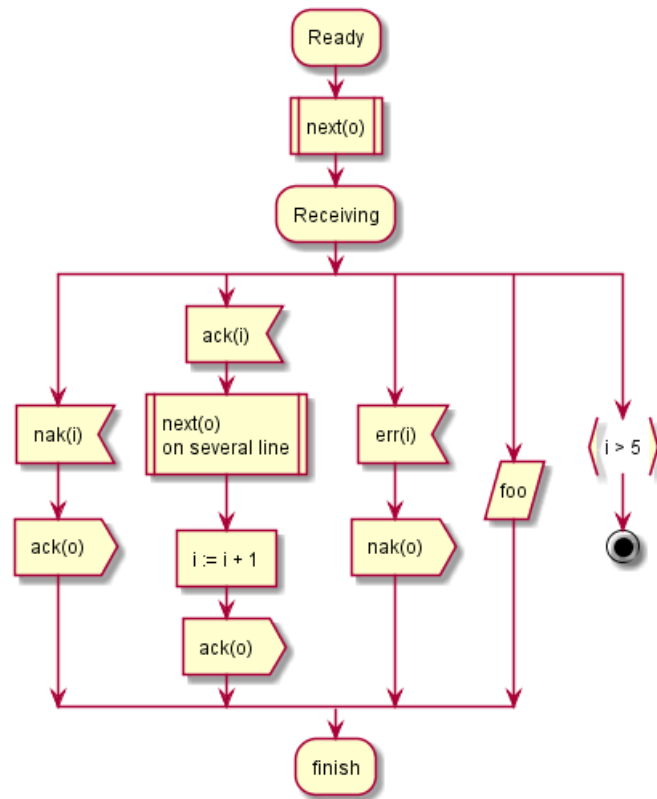 Ready
next(o)
Receiving
nak(i)
ack(o)
ack(i)
next(o)
on several line
i := i + 1
ack(o)
err(i)
nak(o)
foo
i > 5
finish